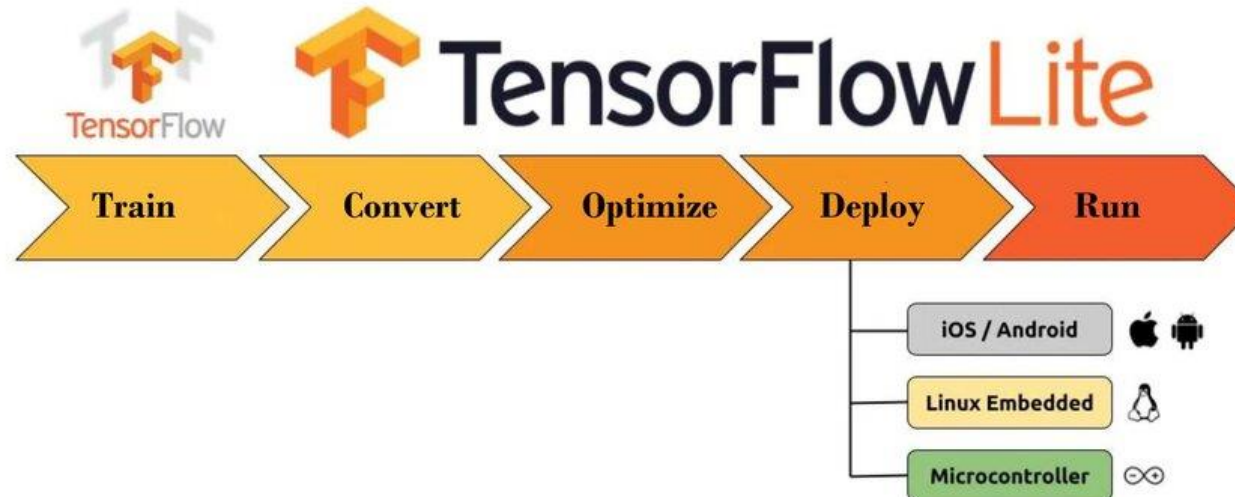 TensorFlow
TensorFlow Lite
Train
Convert
Optimize
Deploy
Run
iOS / Android
Linux Embedded
Microcontroller